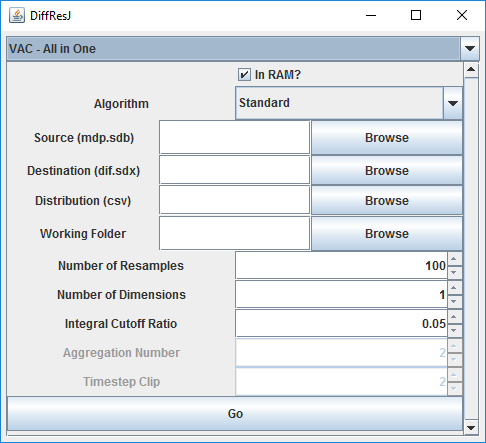 DiffResJ
VAC - All in One
In RAM?
Algorithm Standard
Source (mdp.sdb) Browse
Destination (dif.sdx) Browse
Distribution (csv) Browse
Working Folder Browse
Number of Resamples 100
Number of Dimensions 1
Integral Cutoff Ratio 0.05
Aggregation Number 2
Timestep Clip 2
Go